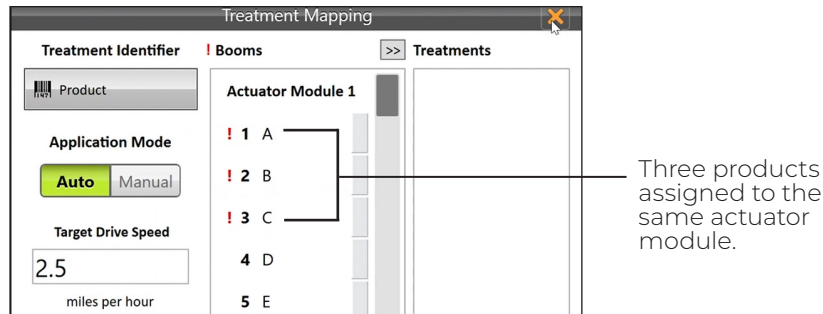 Treatment Mapping
Treatment Identifier
! Booms
>>
Treatments
Product
Actuator Module 1
Application Mode
! 1 A
Auto Manual
! 2 B
! 3 C
Target Drive Speed
4 D
2.5
miles per hour
5 E
Three products
assigned to the
same actuator
module.